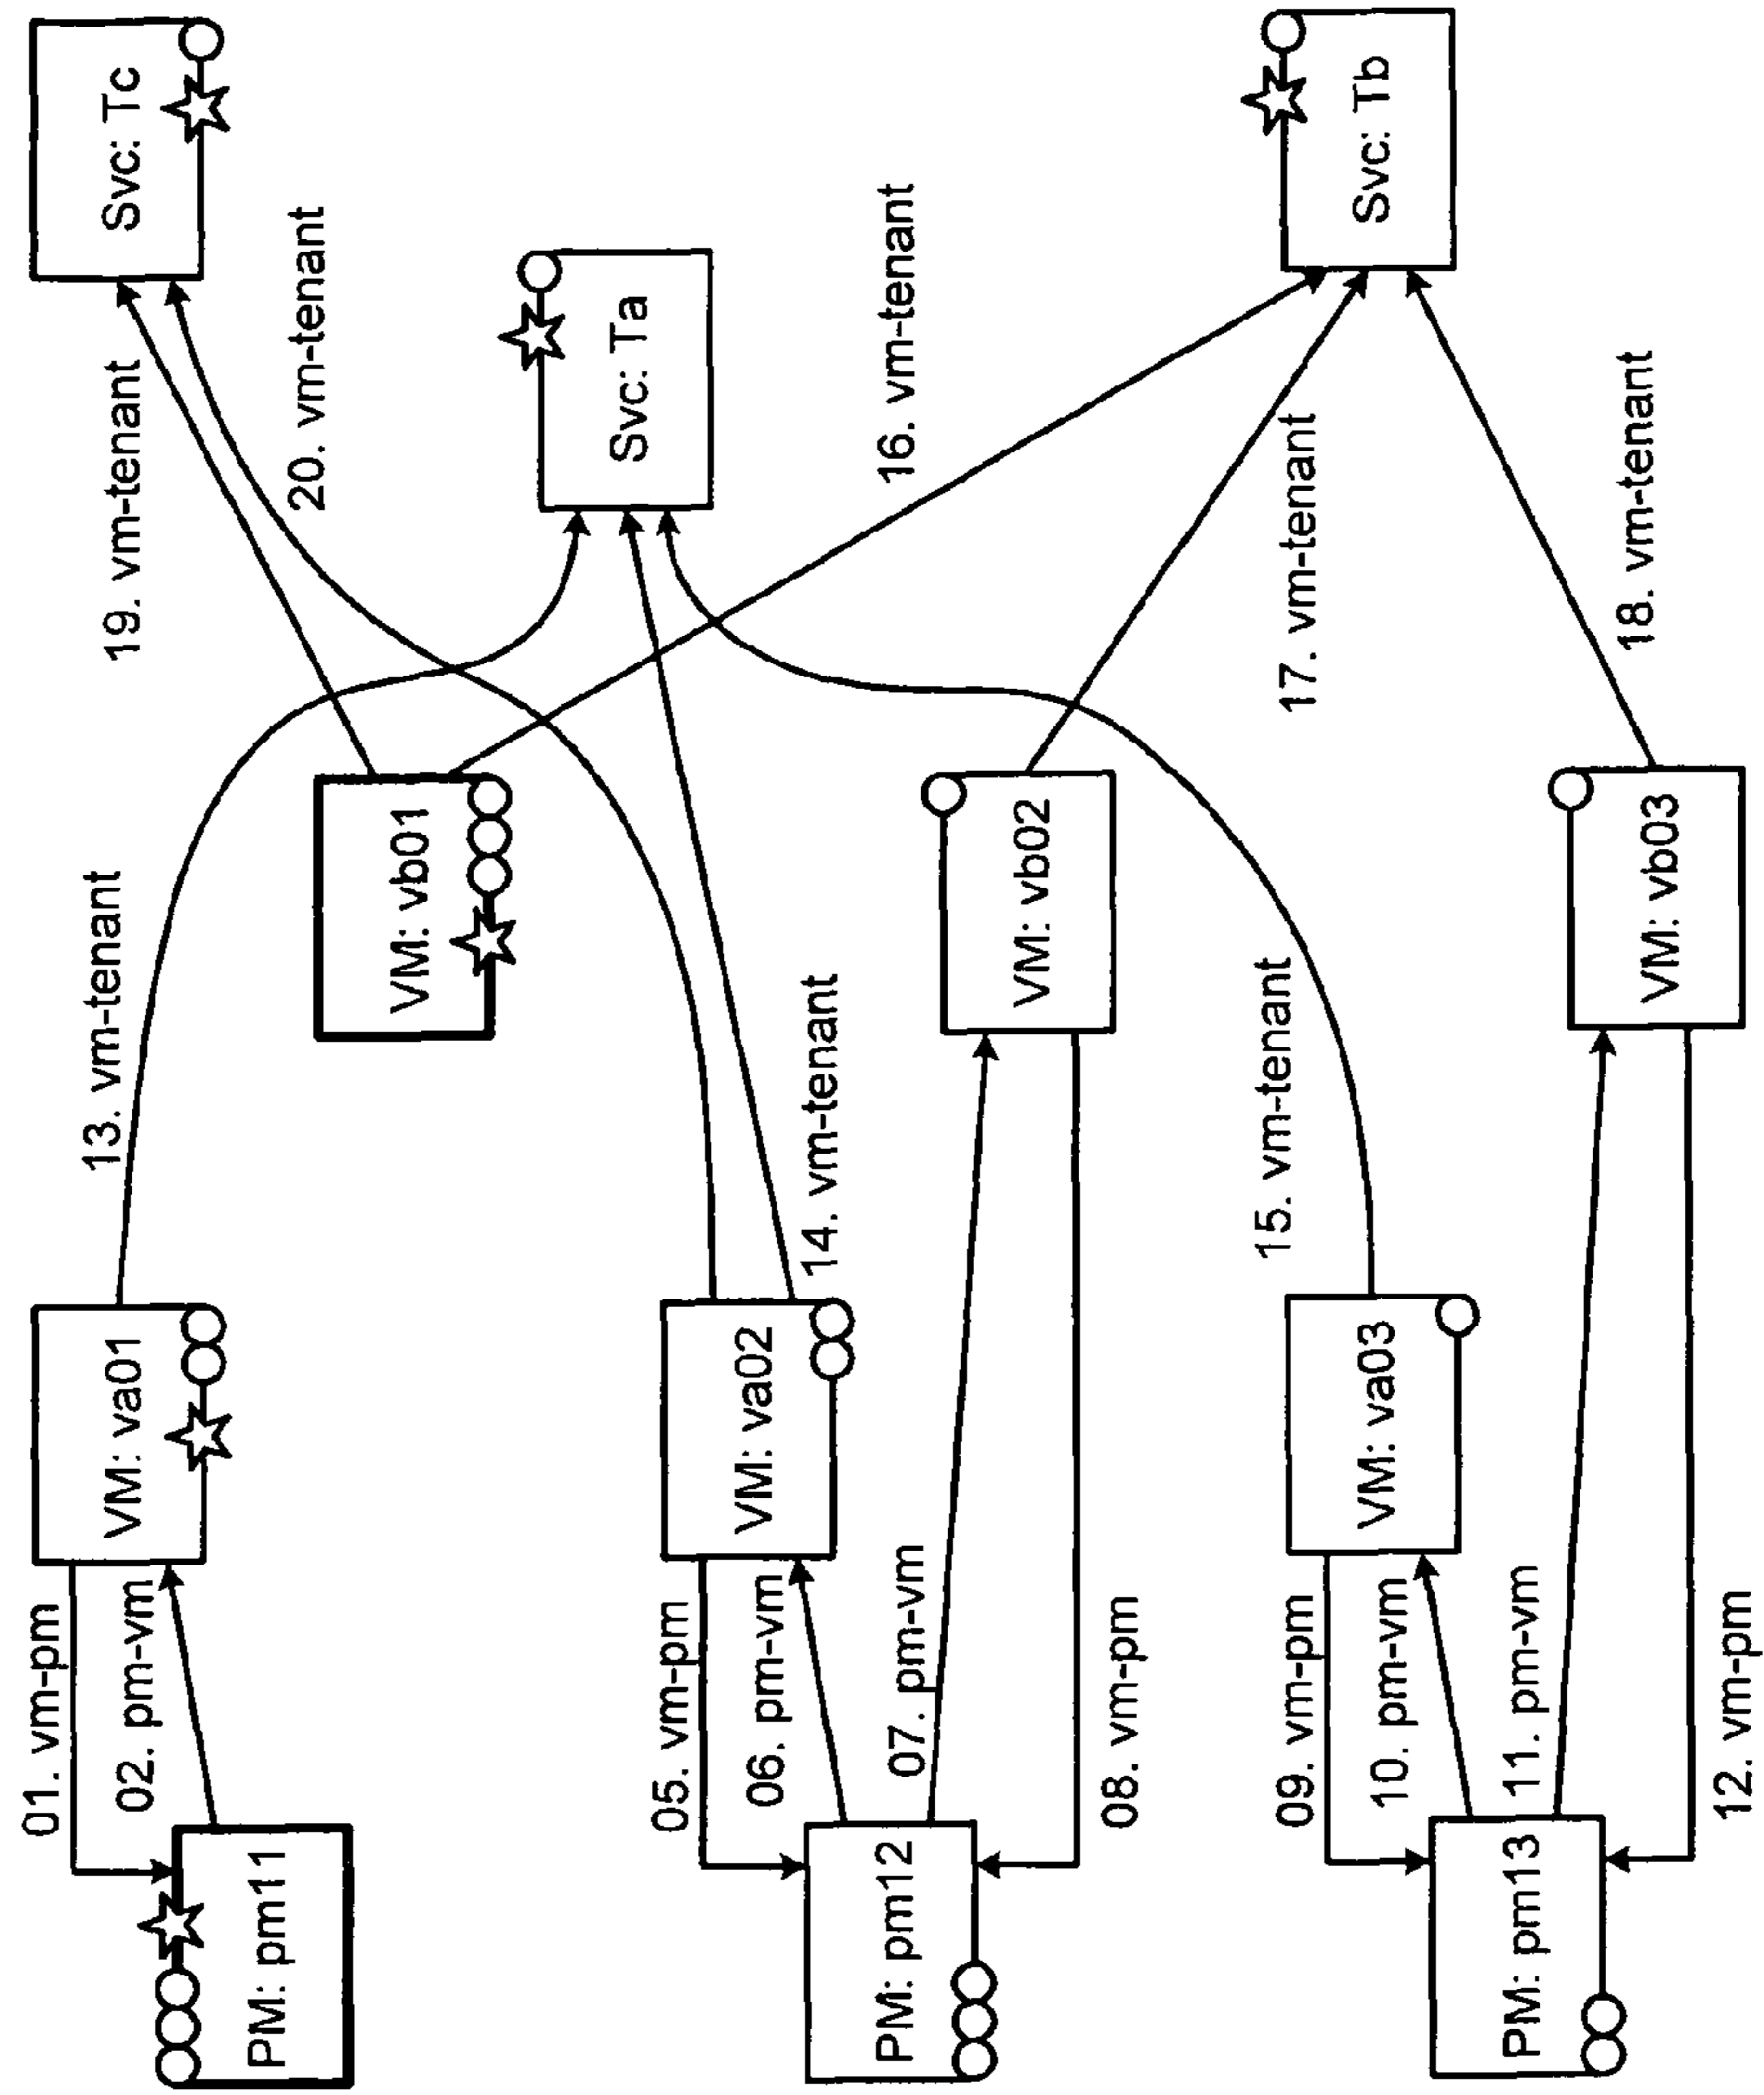 Svc: Tc
19. vm-tenant
20. vm-tenant
Svc: Ta
16. vm-tenant
Svc: Tb
17. vm-tenant
18. vm-tenant
13. vm-tenant
VM: vb01
14. vm-tenant
VM: vb02
15. vm-tenant
VM: vb03
VM: va01
VM: va02
VM: va03
01. vm-pm
02. pm-vm
05. vm-pm
06. pm-vm
07. pm-vm
08. vm-pm
09. vm-pm
10. pm-vm
11. pm-vm
12. vm-pm
PM: pm11
PM: pm12
PM: pm13